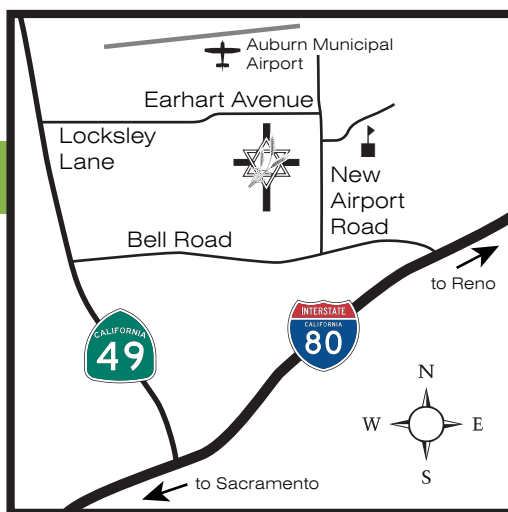 Auburn Municipal
Airport
Earhart Avenue
Locksley
Lane
New
Airport
Road
Bell Road
to Reno
INTERSTATE
CALIFORNIA
80
CALIFORNIA
49
N
W
E
S
to Sacramento